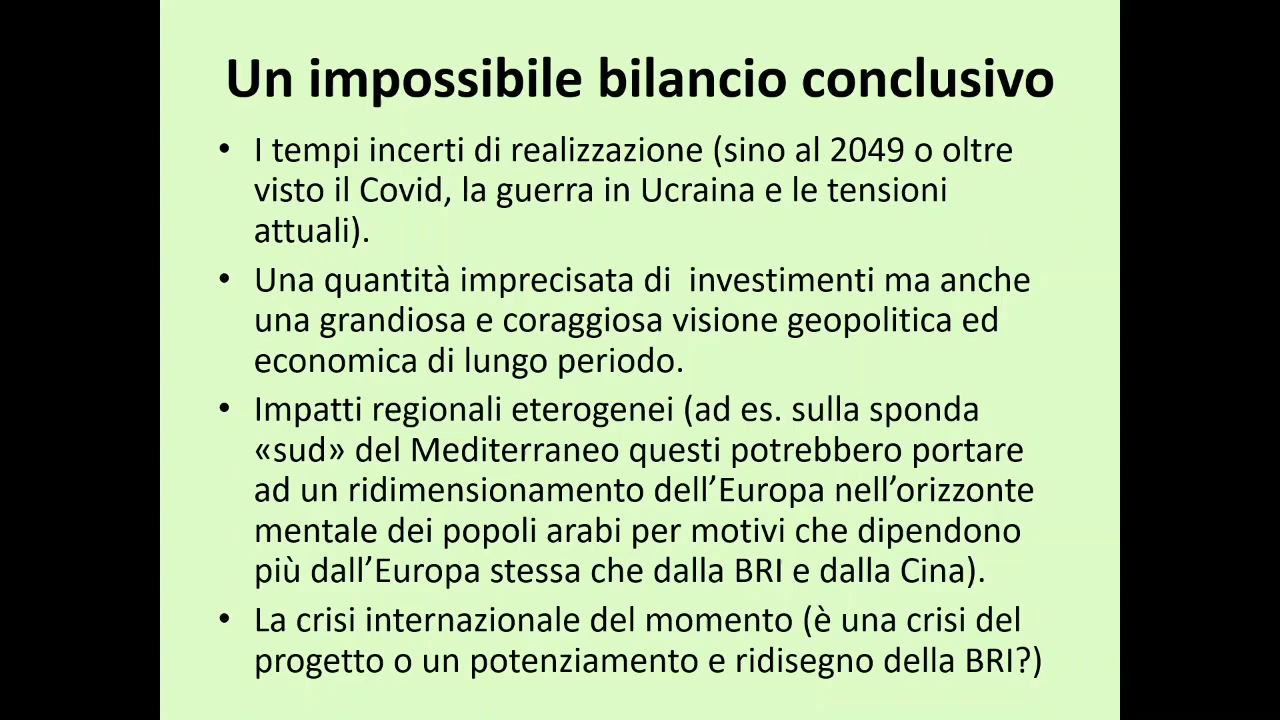 Un impossibile bilancio conclusivo
• I tempi incerti di realizzazione (sino al 2049 o oltre
visto il Covid, la guerra in Ucraina e le tensioni
attuali).
• Una quantità imprecisata di  investimenti ma anche
una grandiosa e coraggiosa visione geopolitica ed
economica di lungo periodo.
• Impatti regionali eterogenei (ad es. sulla sponda
«sud» del Mediterraneo questi potrebbero portare
ad un ridimensionamento dell’Europa nell’orizzonte
mentale dei popoli arabi per motivi che dipendono
più dall’Europa stessa che dalla BRI e dalla Cina).
• La crisi internazionale del momento (è una crisi del
progetto o un potenziamento e ridisegno della BRI?)